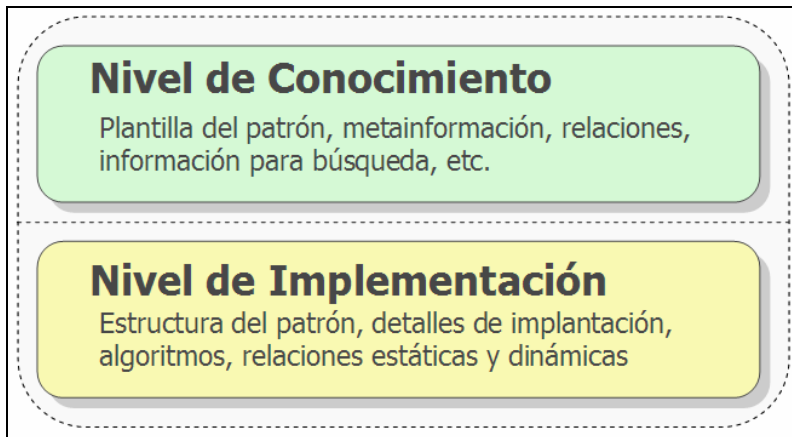 Nivel de Conocimiento
Plantilla del patrón, metainformación, relaciones,
información para búsqueda, etc.
Nivel de Implementación
Estructura del patrón, detalles de implantación,
algoritmos, relaciones estáticas y dinámicas